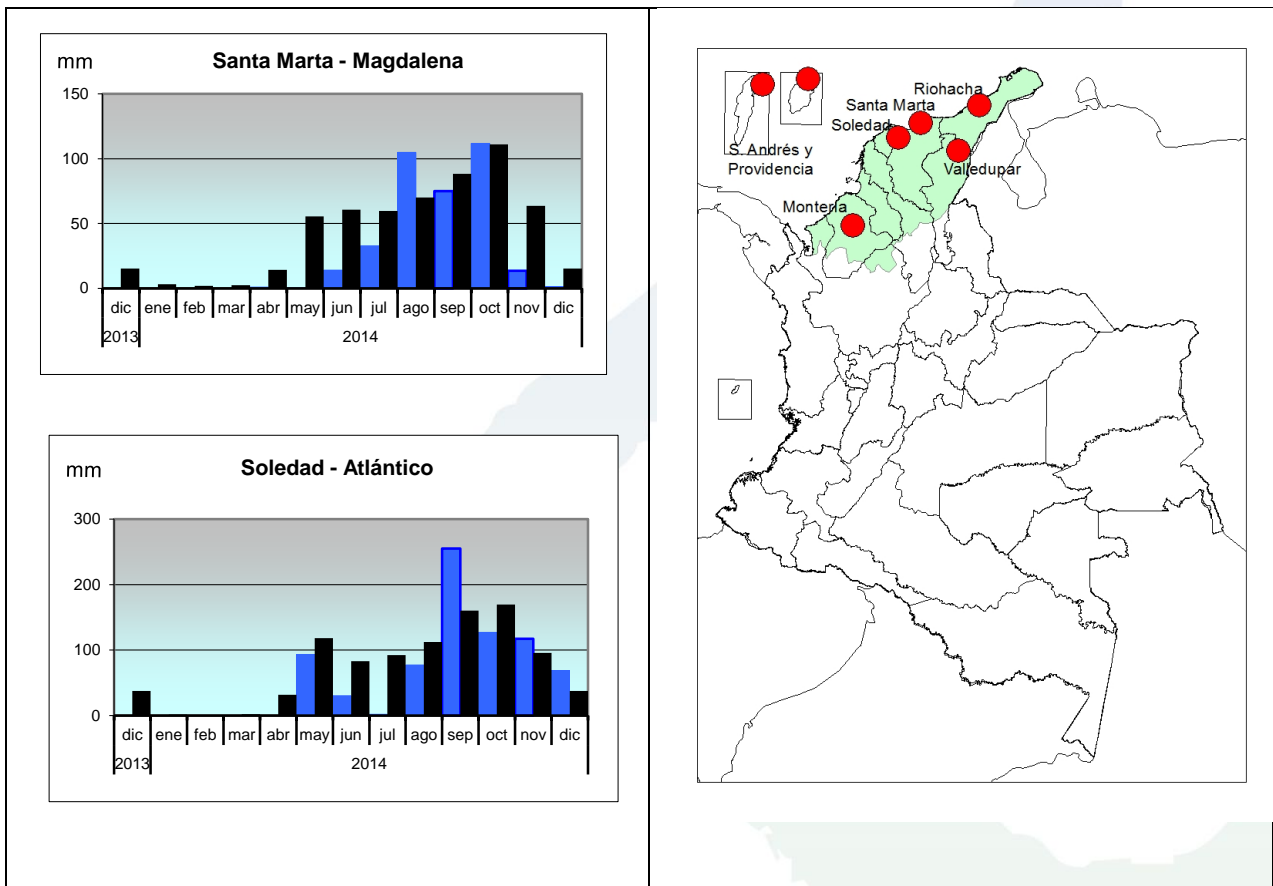 mm
Santa Marta - Magdalena
150
100
50
0
dic ene feb mar abr may jun jul ago sep oct nov dic
2013 2014
mm
Soledad - Atlántico
300
200
100
0
dic ene feb mar abr may jun jul ago sep oct nov dic
2013 2014
Riohacha
Santa Marta
Soledad
S. Andrés y
Providencia
Valledupar
Montería